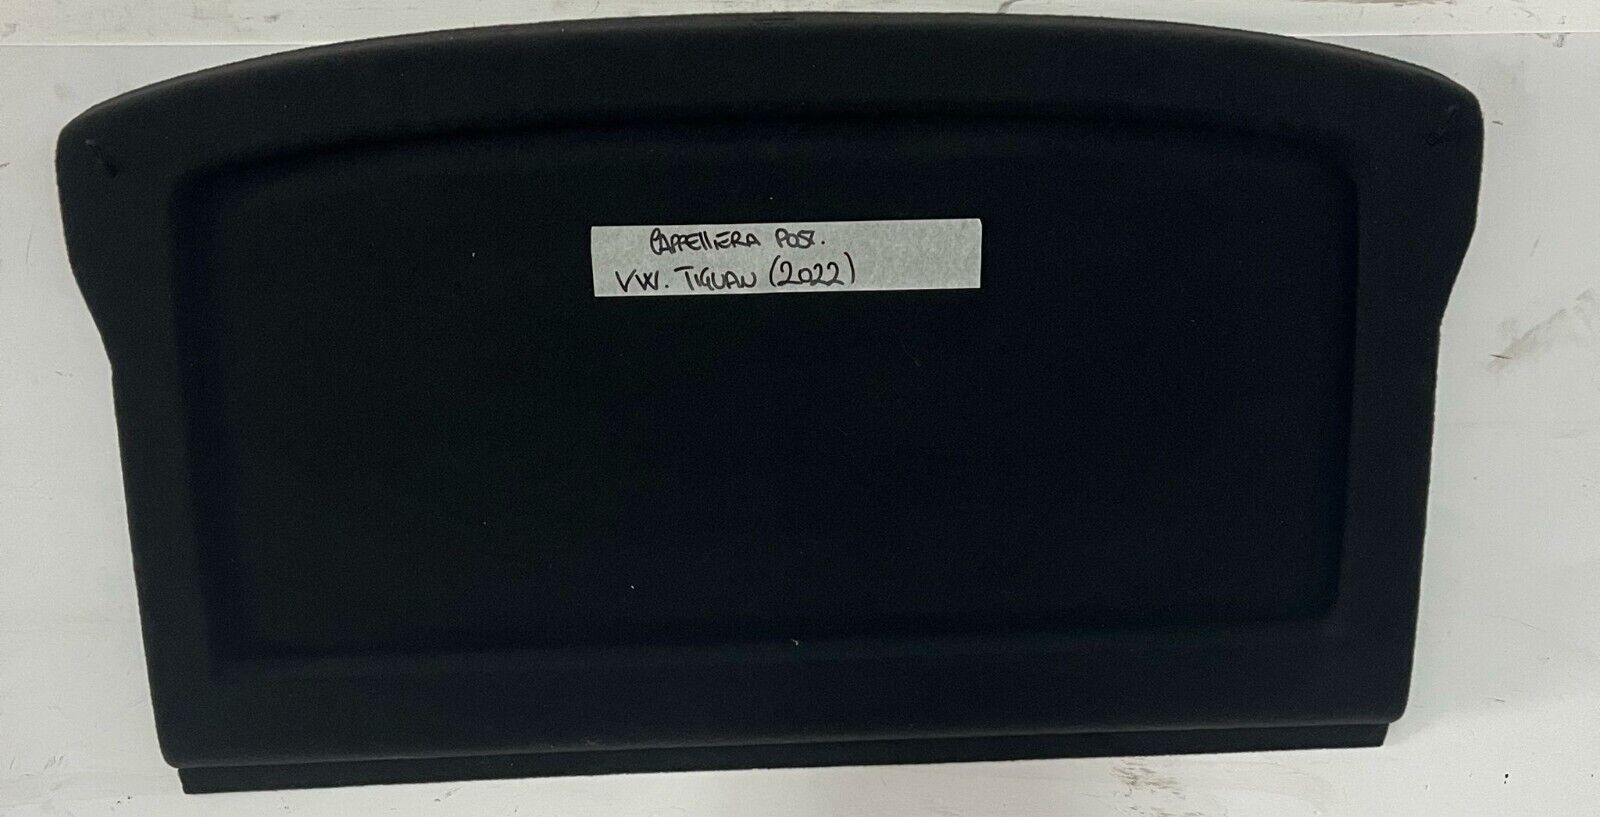 CAPPELLIERA POST.
VW. TIGUAN (2022)